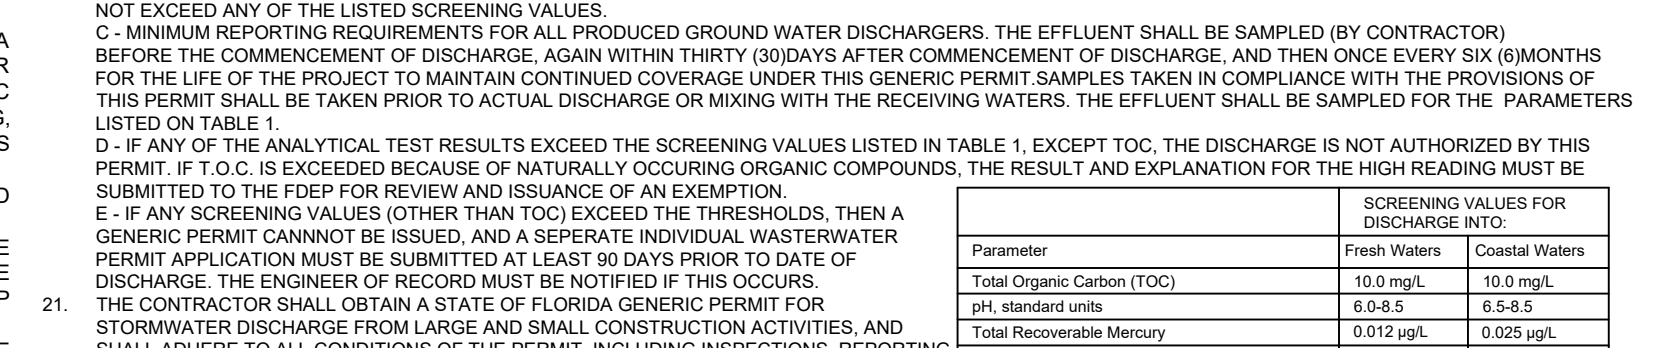 NOT EXCEED ANY OF THE LISTED SCREENING VALUES.
C - MINIMUM REPORTING REQUIREMENTS FOR ALL PRODUCED GROUND WATER DISCHARGERS. THE EFFLUENT SHALL BE SAMPLED (BY CONTRACTOR)
BEFORE THE COMMENCEMENT OF DISCHARGE, AGAIN WITHIN THIRTY (30)DAYS AFTER COMMENCEMENT OF DISCHARGE, AND THEN ONCE EVERY SIX (6)MONTHS
FOR THE LIFE OF THE PROJECT TO MAINTAIN CONTINUED COVERAGE UNDER THIS GENERIC PERMIT.SAMPLES TAKEN IN COMPLIANCE WITH THE PROVISIONS OF
THIS PERMIT SHALL BE TAKEN PRIOR TO ACTUAL DISCHARGE OR MIXING WITH THE RECEIVING WATERS. THE EFFLUENT SHALL BE SAMPLED FOR THE PARAMETERS
LISTED ON TABLE 1.
D - IF ANY OF THE ANALYTICAL TEST RESULTS EXCEED THE SCREENING VALUES LISTED IN TABLE 1, EXCEPT TOC, THE DISCHARGE IS NOT AUTHORIZED BY THIS
PERMIT. IF T.O.C. IS EXCEEDED BECAUSE OF NATURALLY OCCURING ORGANIC COMPOUNDS, THE RESULT AND EXPLANATION FOR THE HIGH READING MUST BE
SUBMITTED TO THE FDEP FOR REVIEW AND ISSUANCE OF AN EXEMPTION.
E - IF ANY SCREENING VALUES (OTHER THAN TOC) EXCEED THE THRESHOLDS, THEN A
GENERIC PERMIT CANNNOT BE ISSUED, AND A SEPERATE INDIVIDUAL WASTERWATER
PERMIT APPLICATION MUST BE SUBMITTED AT LEAST 90 DAYS PRIOR TO DATE OF
DISCHARGE. THE ENGINEER OF RECORD MUST BE NOTIFIED IF THIS OCCURS.
21. THE CONTRACTOR SHALL OBTAIN A STATE OF FLORIDA GENERIC PERMIT FOR
STORMWATER DISCHARGE FROM LARGE AND SMALL CONSTRUCTION ACTIVITIES, AND
SHALL ADHERE TO ALL CONDITIONS OF THE PERMIT, INCLUDING INSPECTIONS, REPORTING
SCREENING VALUES FOR
DISCHARGE INTO:
Parameter Fresh Waters Coastal Waters
Total Organic Carbon (TOC) 10.0 mg/L 10.0 mg/L
pH, standard units 6.0-8.5 6.5-8.5
Total Recoverable Mercury 0.012 µg/L 0.025 µg/L